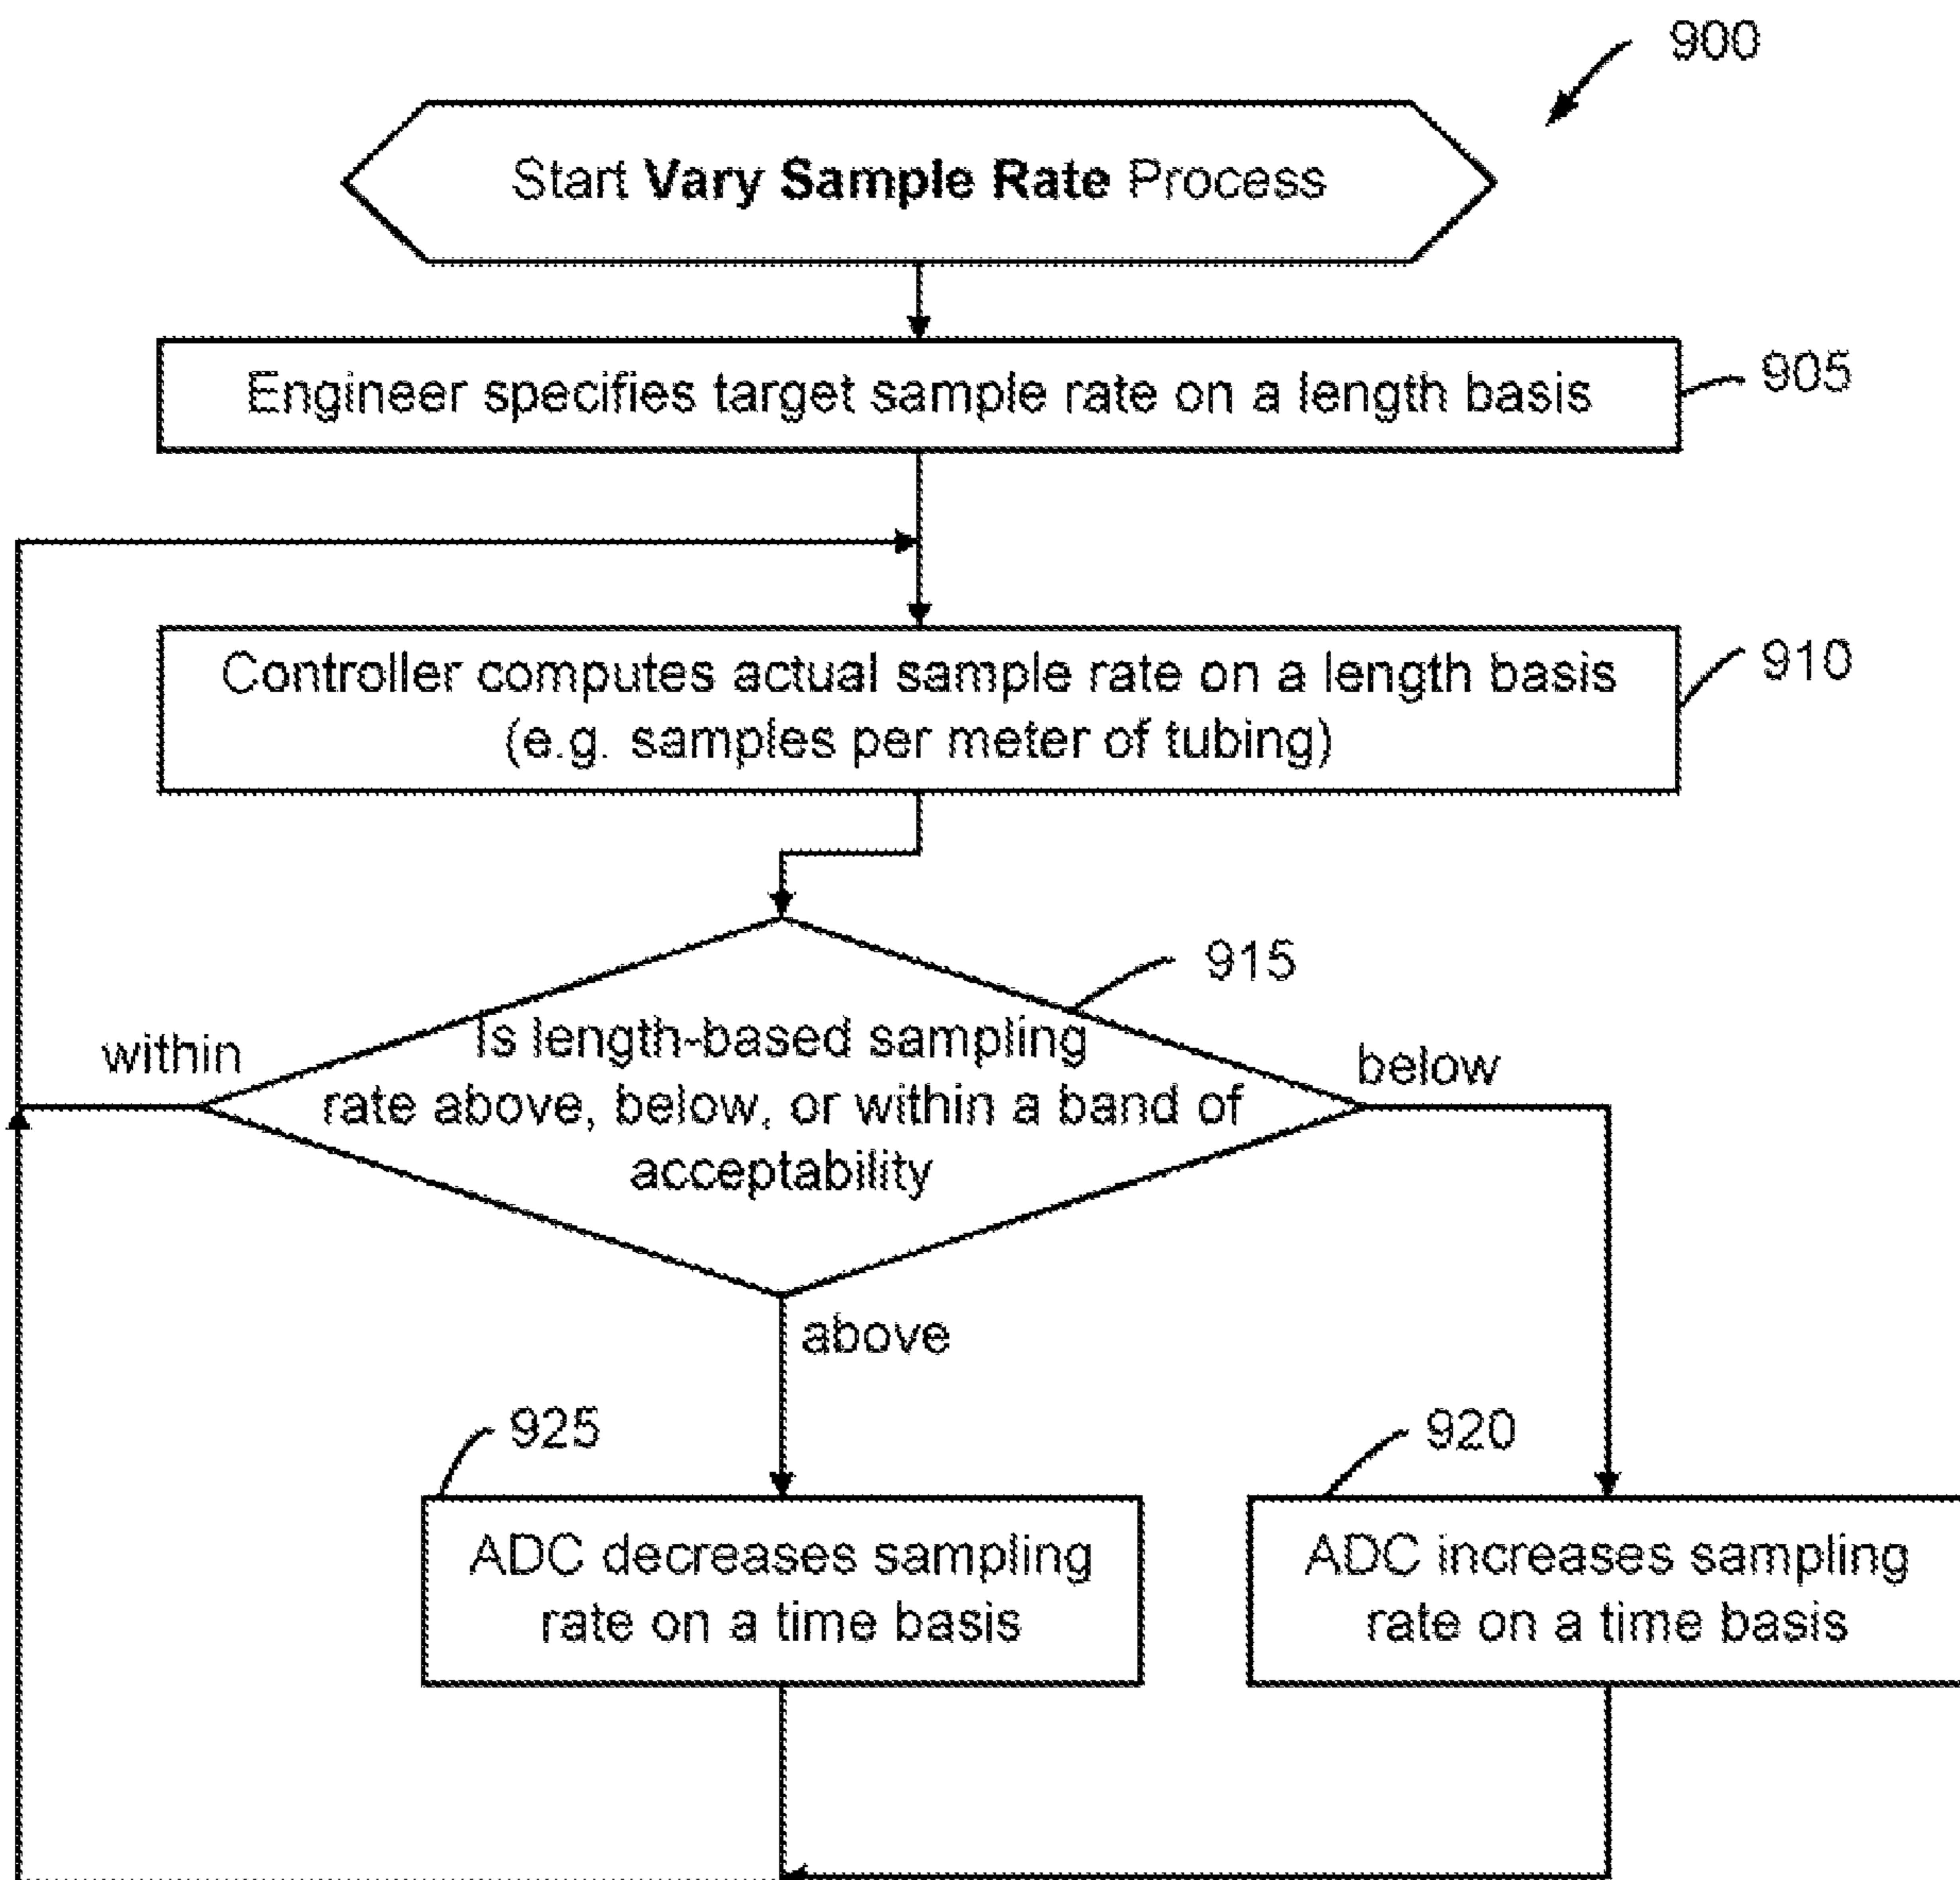 900
Start Vary Sample Rate Process
Engineer specifies target sample rate on a length basis
905
Controller computes actual sample rate on a length basis
(e.g. samples per meter of tubing)
910
915
Is length-based sampling
rate above, below, or within a band of
acceptability
within
below
above
925
920
ADC decreases sampling
rate on a time basis
ADC increases sampling
rate on a time basis